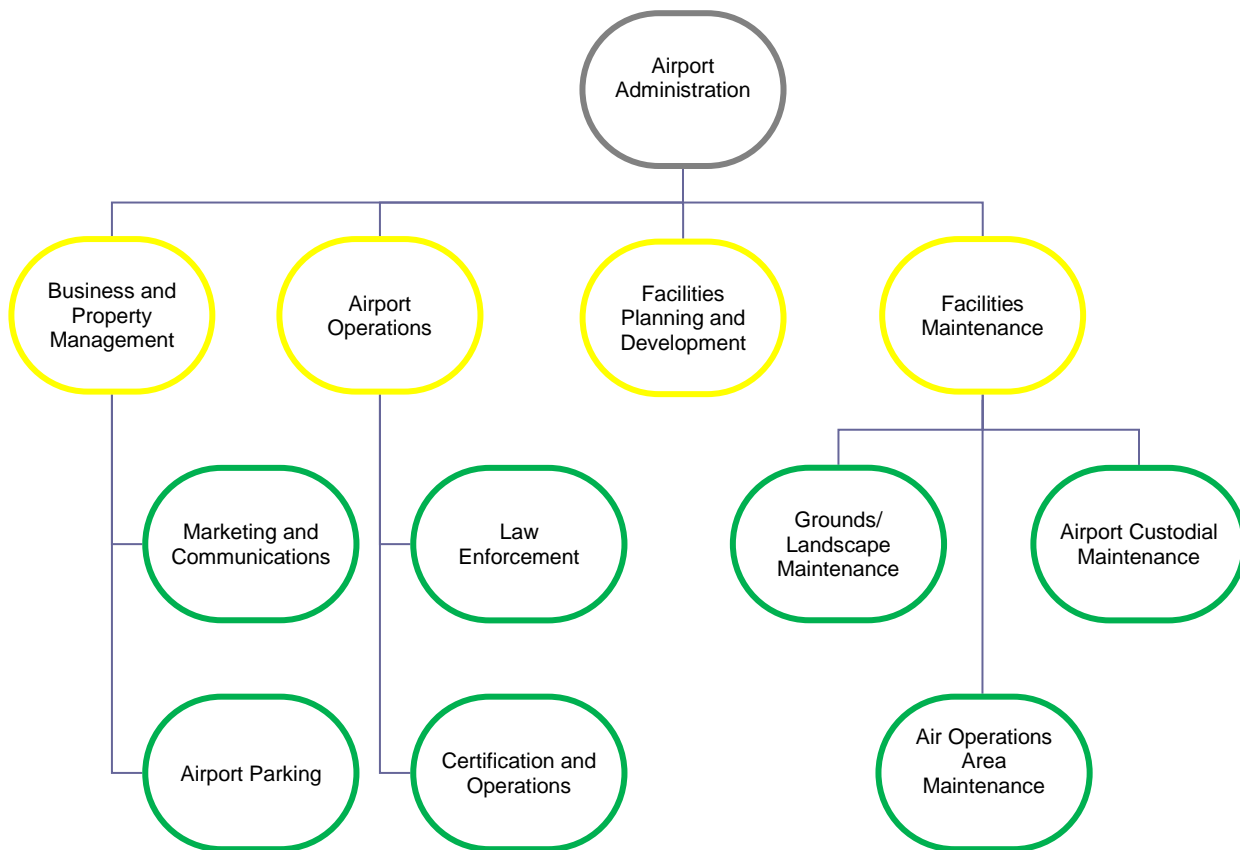 Airport
Administration
Business and
Property
Management
Airport
Operations
Facilities
Planning and
Development
Facilities
Maintenance
Marketing and
Communications
Law
Enforcement
Grounds/
Landscape
Maintenance
Airport Custodial
Maintenance
Airport Parking
Certification and
Operations
Air Operations
Area
Maintenance